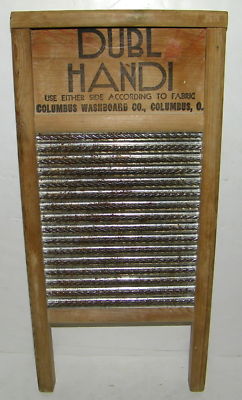 DUBL
HANDI
USE EITHER SIDE ACCORDING TO FABRIC
COLUMBUS WASHBOARD CO., COLUMBUS, O.